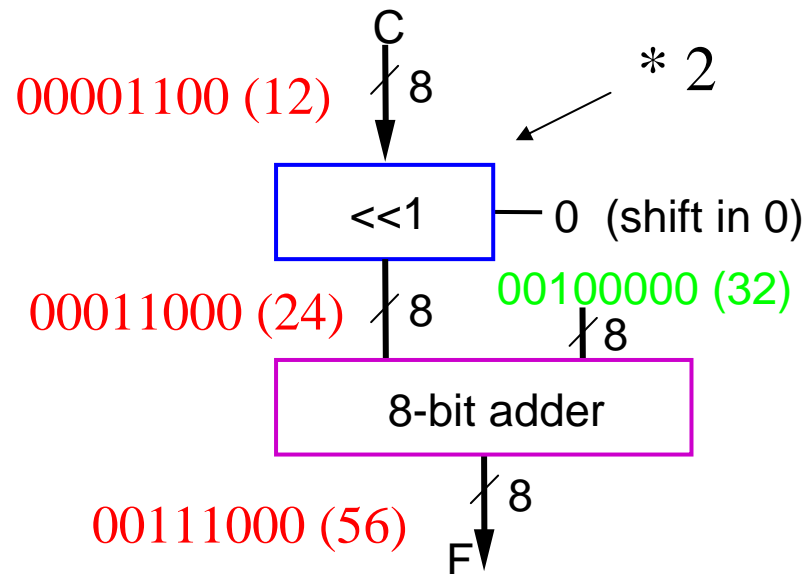 C
* 2
00001100 (12)
8
<<1
0 (shift in 0)
00011000 (24)
8
00100000 (32)
8
8-bit adder
8
00111000 (56)
F